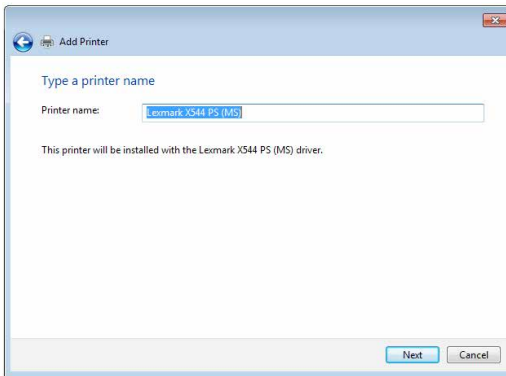 Add Printer
Type a printer name
Printer name: Lexmark X544 PS (MS)
This printer will be installed with the Lexmark X544 PS (MS) driver.
Next Cancel